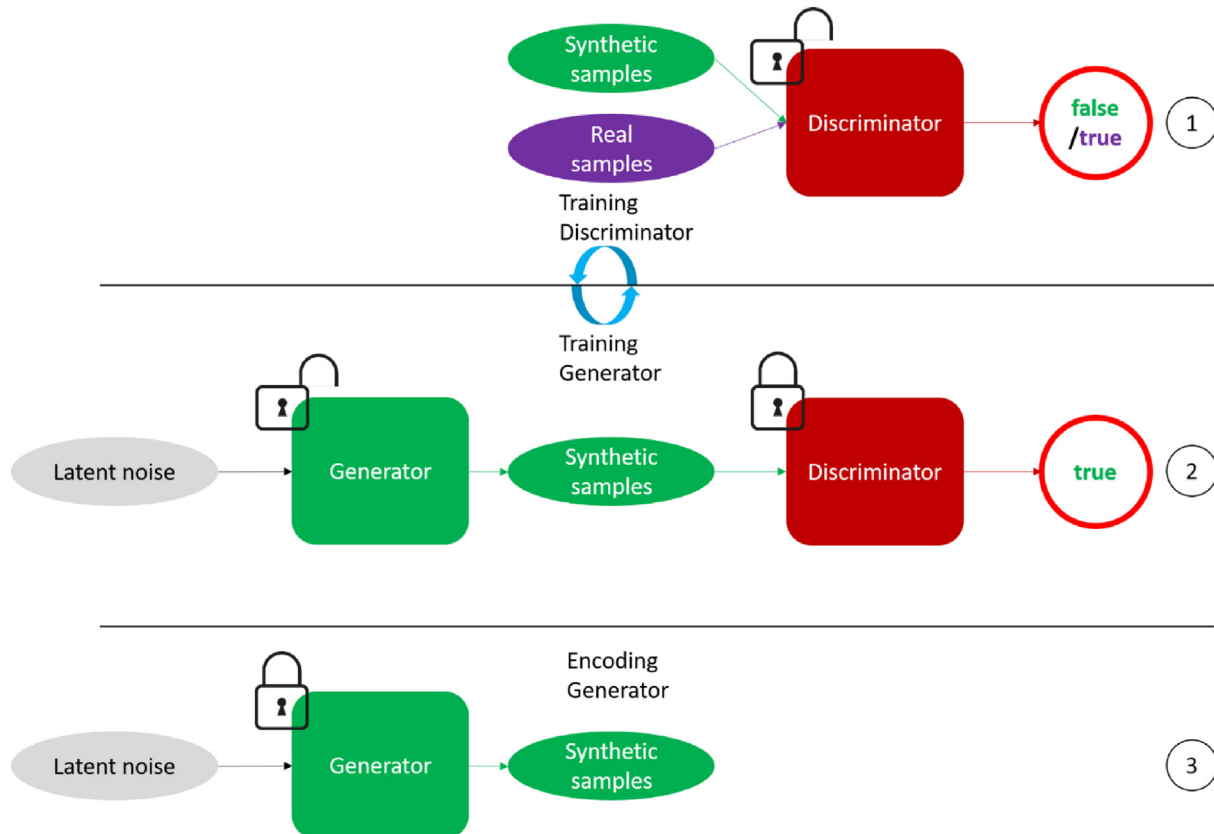 Synthetic
samples
Real
samples
Discriminator
false
/true
1
Training
Discriminator
Training
Generator
Latent noise
Generator
Synthetic
samples
Discriminator
true
2
Encoding
Generator
Latent noise
Generator
Synthetic
samples
3